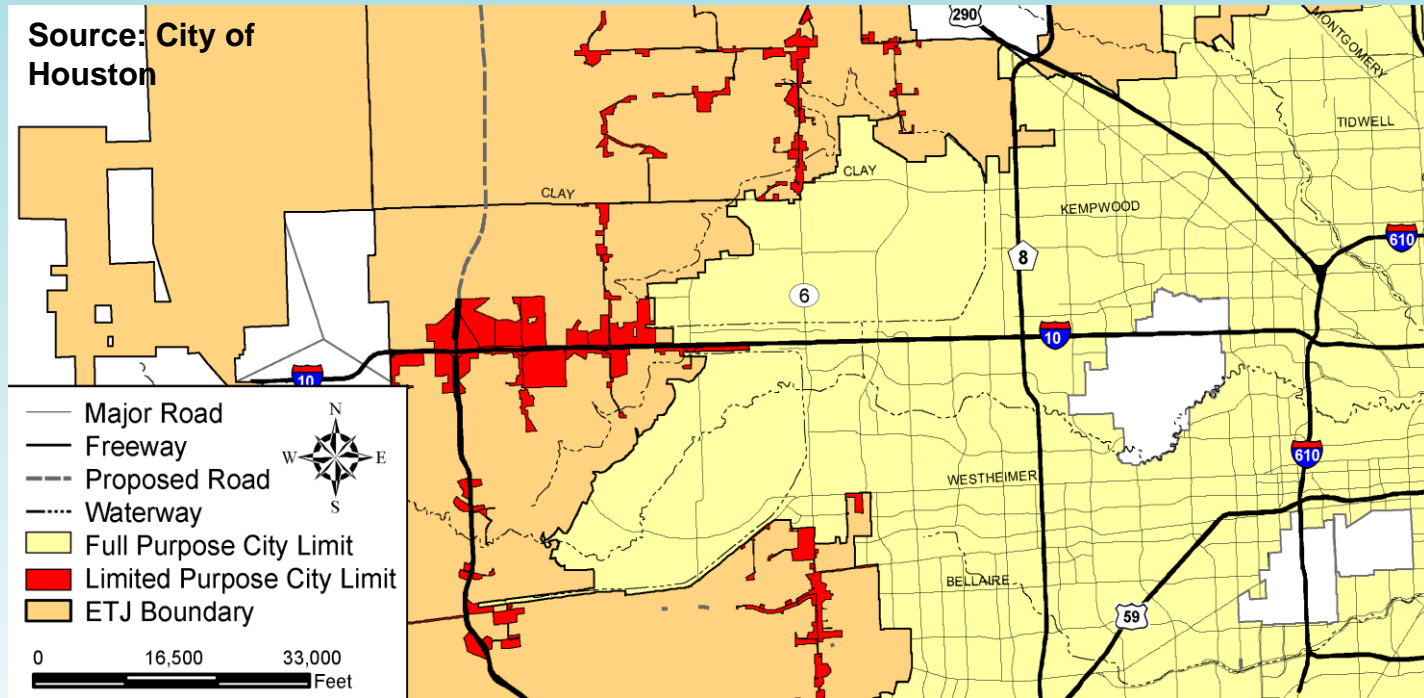 Source: City of
Houston
290
MONTGOMERY
TIDWELL
CLAY
CLAY
KEMPWOOD
610
8
6
10
10
610
WESTHEIMER
BELLAIRE
59
Major Road
Freeway
Proposed Road
Waterway
Full Purpose City Limit
Limited Purpose City Limit
ETJ Boundary
N
W
E
S
0 16,500 33,000
Feet